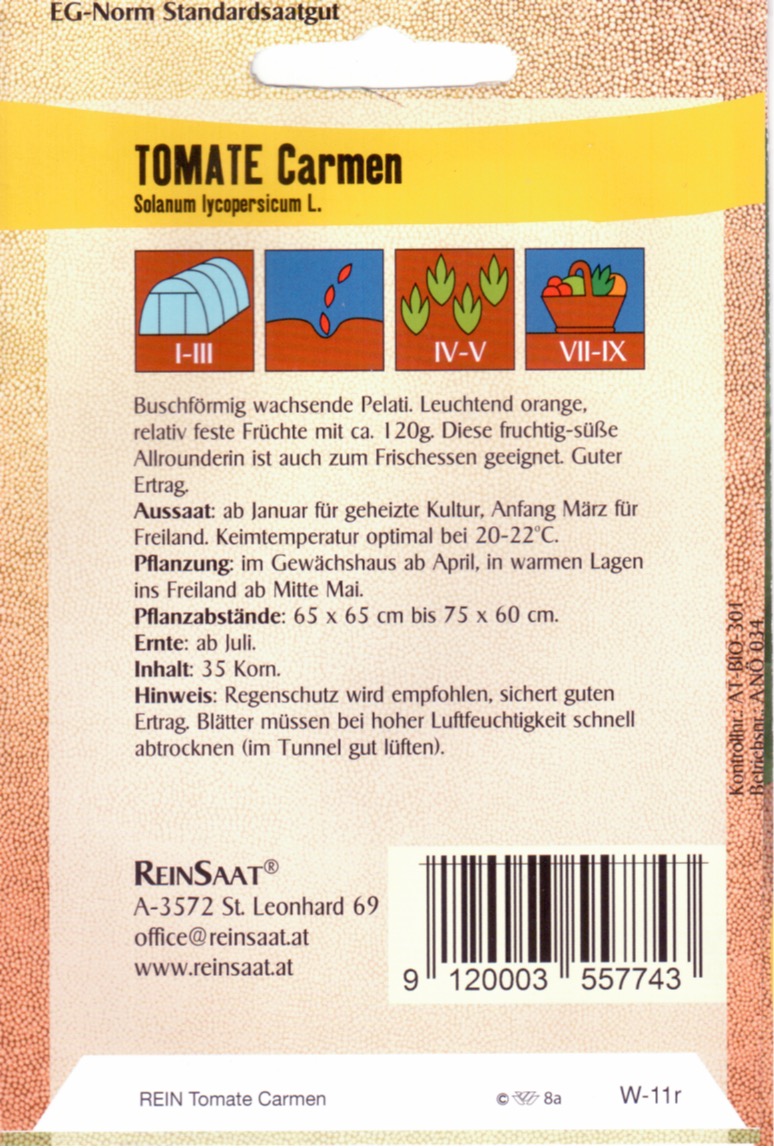 EG-Norm Standardsaatgut
TOMATE Carmen
Solanum lycopersicum L.
I-III
IV-V
VII-IX
Buschförmig wachsende Pelati. Leuchtend orange,
relativ feste Früchte mit ca. 120g. Diese fruchtig-süße
Allrounderin ist auch zum Frischessen geeignet. Guter
Ertrag.
Aussaat: ab Januar für geheizte Kultur, Anfang März für
Freiland. Keimtemperatur optimal bei 20-22°C.
Pflanzung: im Gewächshaus ab April, in warmen Lagen
ins Freiland ab Mitte Mai.
Pflanzabstände: 65 x 65 cm bis 75 x 60 cm.
Ernte: ab Juli.
Inhalt: 35 Korn.
Hinweis: Regenschutz wird empfohlen, sichert guten
Ertrag. Blätter müssen bei hoher Luftfeuchtigkeit schnell
abtrocknen (im Tunnel gut lüften).
Kontrollnr.: AT-BIO-301
Betriebsnr.: ANÖ 034
REINSAAT®
A-3572 St. Leonhard 69
office@reinsaat.at
www.reinsaat.at
9 120003 557743
REIN Tomate Carmen
© 8a
W-11r